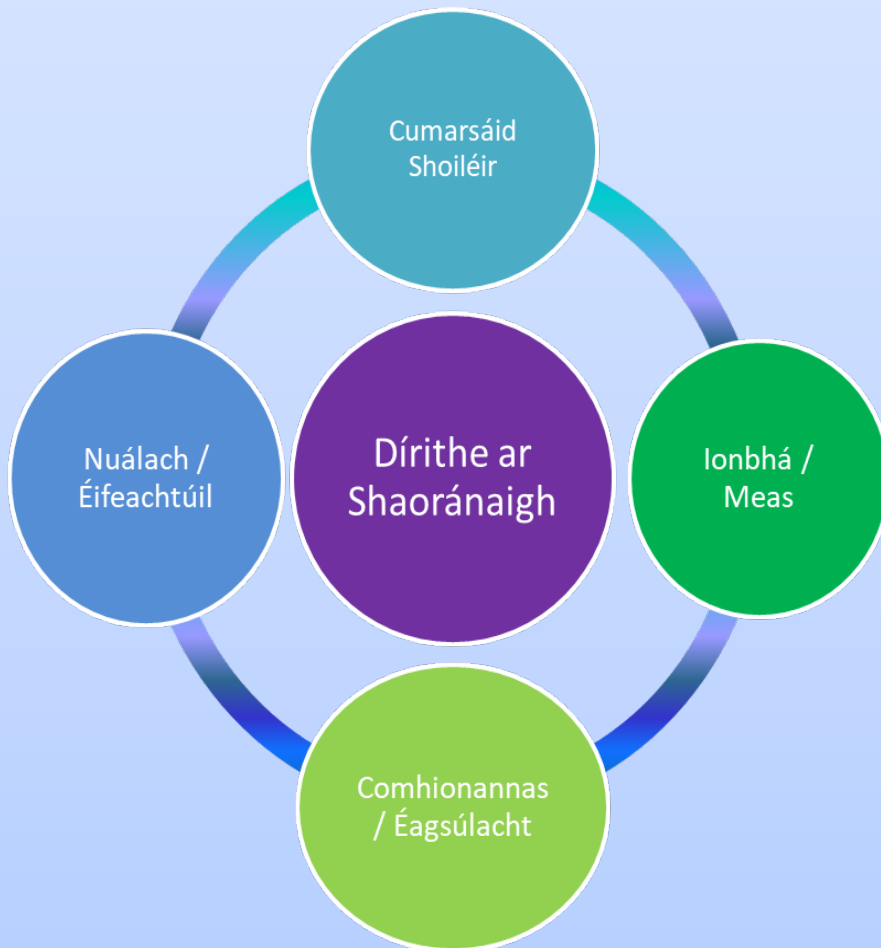 Cumarsáid
Shoiléir
Nuálach /
Éifeachtúil
Dírithe ar
Shaoránaigh
Ionbhá /
Meas
Comhionannas
/ Éagsúlacht